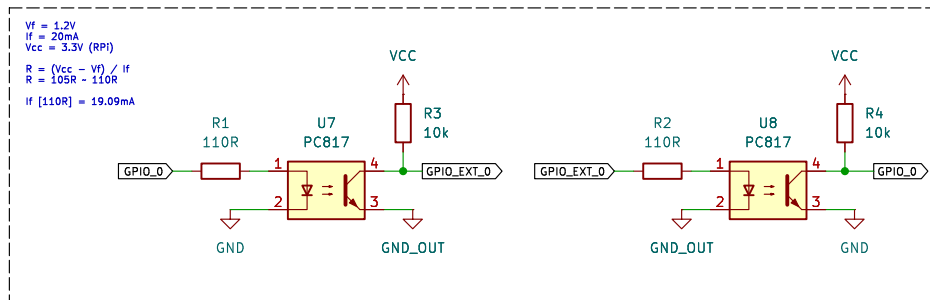 Vf = 1.2V
If = 20mA
Vcc = 3.3V (RPi)
R = (Vcc - Vf) / If
R = 105R ~ 110R
If [110R] = 19.09mA
VCC
VCC
R1
110R
U7
PC817
R3
10k
R2
110R
U8
PC817
R4
10k
GPIO_0
1
4
GPIO_EXT_0
GPIO_EXT_0
1
4
GPIO_0
2
3
2
3
GND
GND_OUT
GND_OUT
GND